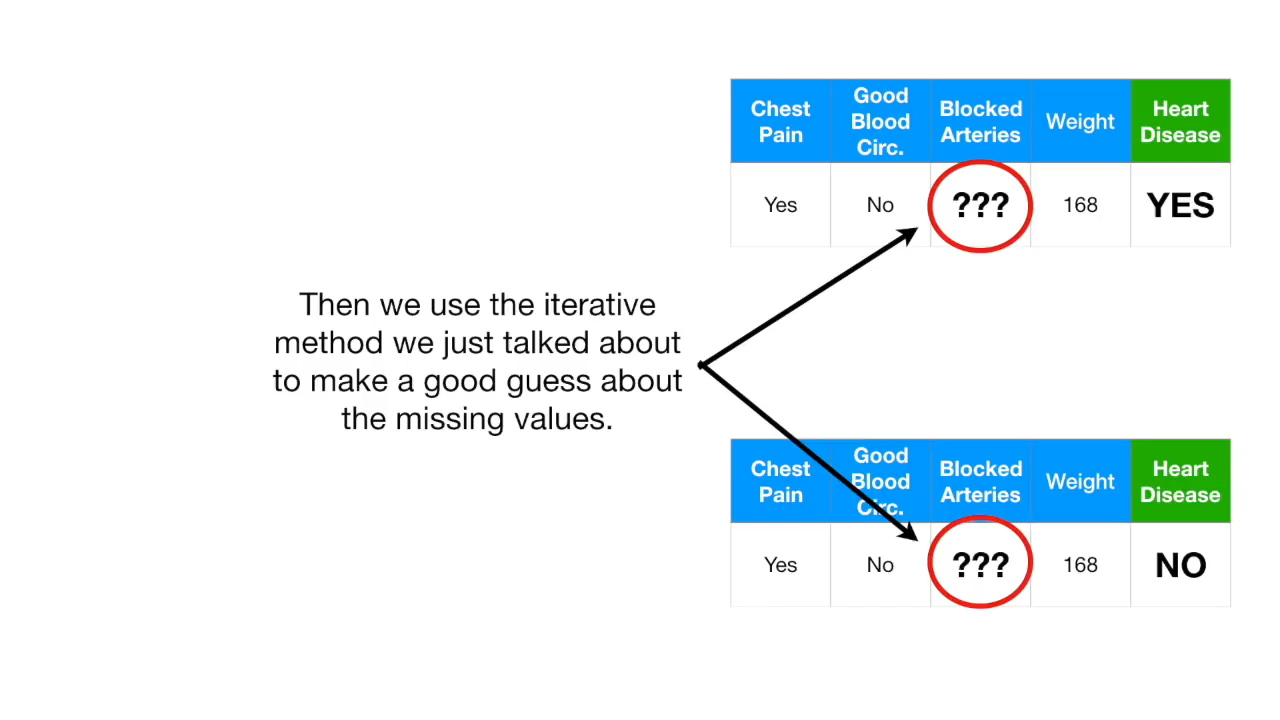 Chest Pain
Good Blood Circ.
Blocked Arteries
Weight
Heart Disease
Yes
No
???
168
YES
Then we use the iterative
method we just talked about
to make a good guess about
the missing values.
Chest Pain
Good Blood Circ.
Blocked Arteries
Weight
Heart Disease
Yes
No
???
168
NO